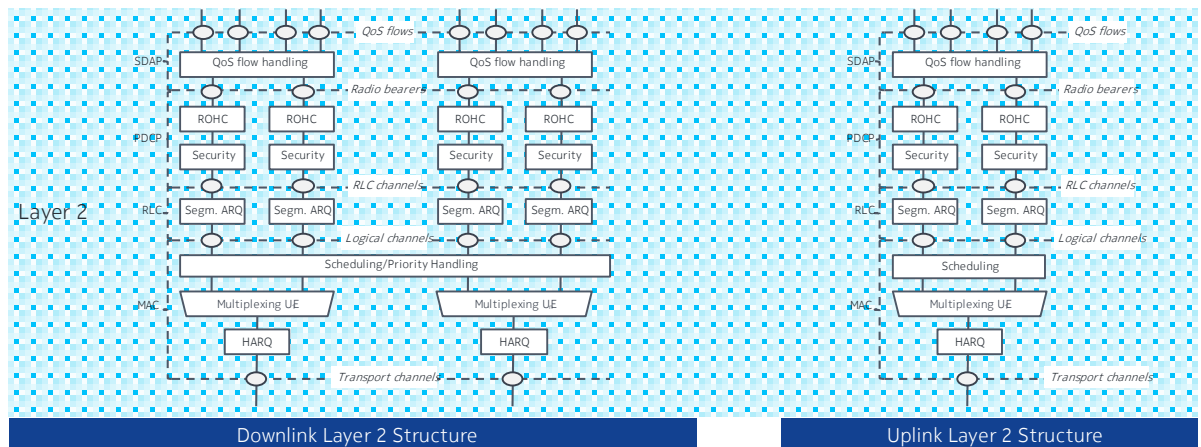 QoS flows
QoS flows
SDAP
QoS flow handling
QoS flow handling
SDAP
QoS flow handling
Radio bearers
Radio bearers
ROHC
ROHC
ROHC
ROHC
ROHC
ROHC
PDCP
PDCP
Security
Security
Security
Security
Security
Security
RLC channels
RLC channels
Layer 2
RLC
Segm. ARQ
Segm. ARQ
Segm. ARQ
Segm. ARQ
RLC
Segm. ARQ
Segm. ARQ
Logical channels
Logical channels
Scheduling/Priority Handling
Scheduling
MAC
Multiplexing UE
Multiplexing UE
MAC
Multiplexing UE
HARQ
HARQ
HARQ
Transport channels
Transport channels
Downlink Layer 2 Structure
Uplink Layer 2 Structure